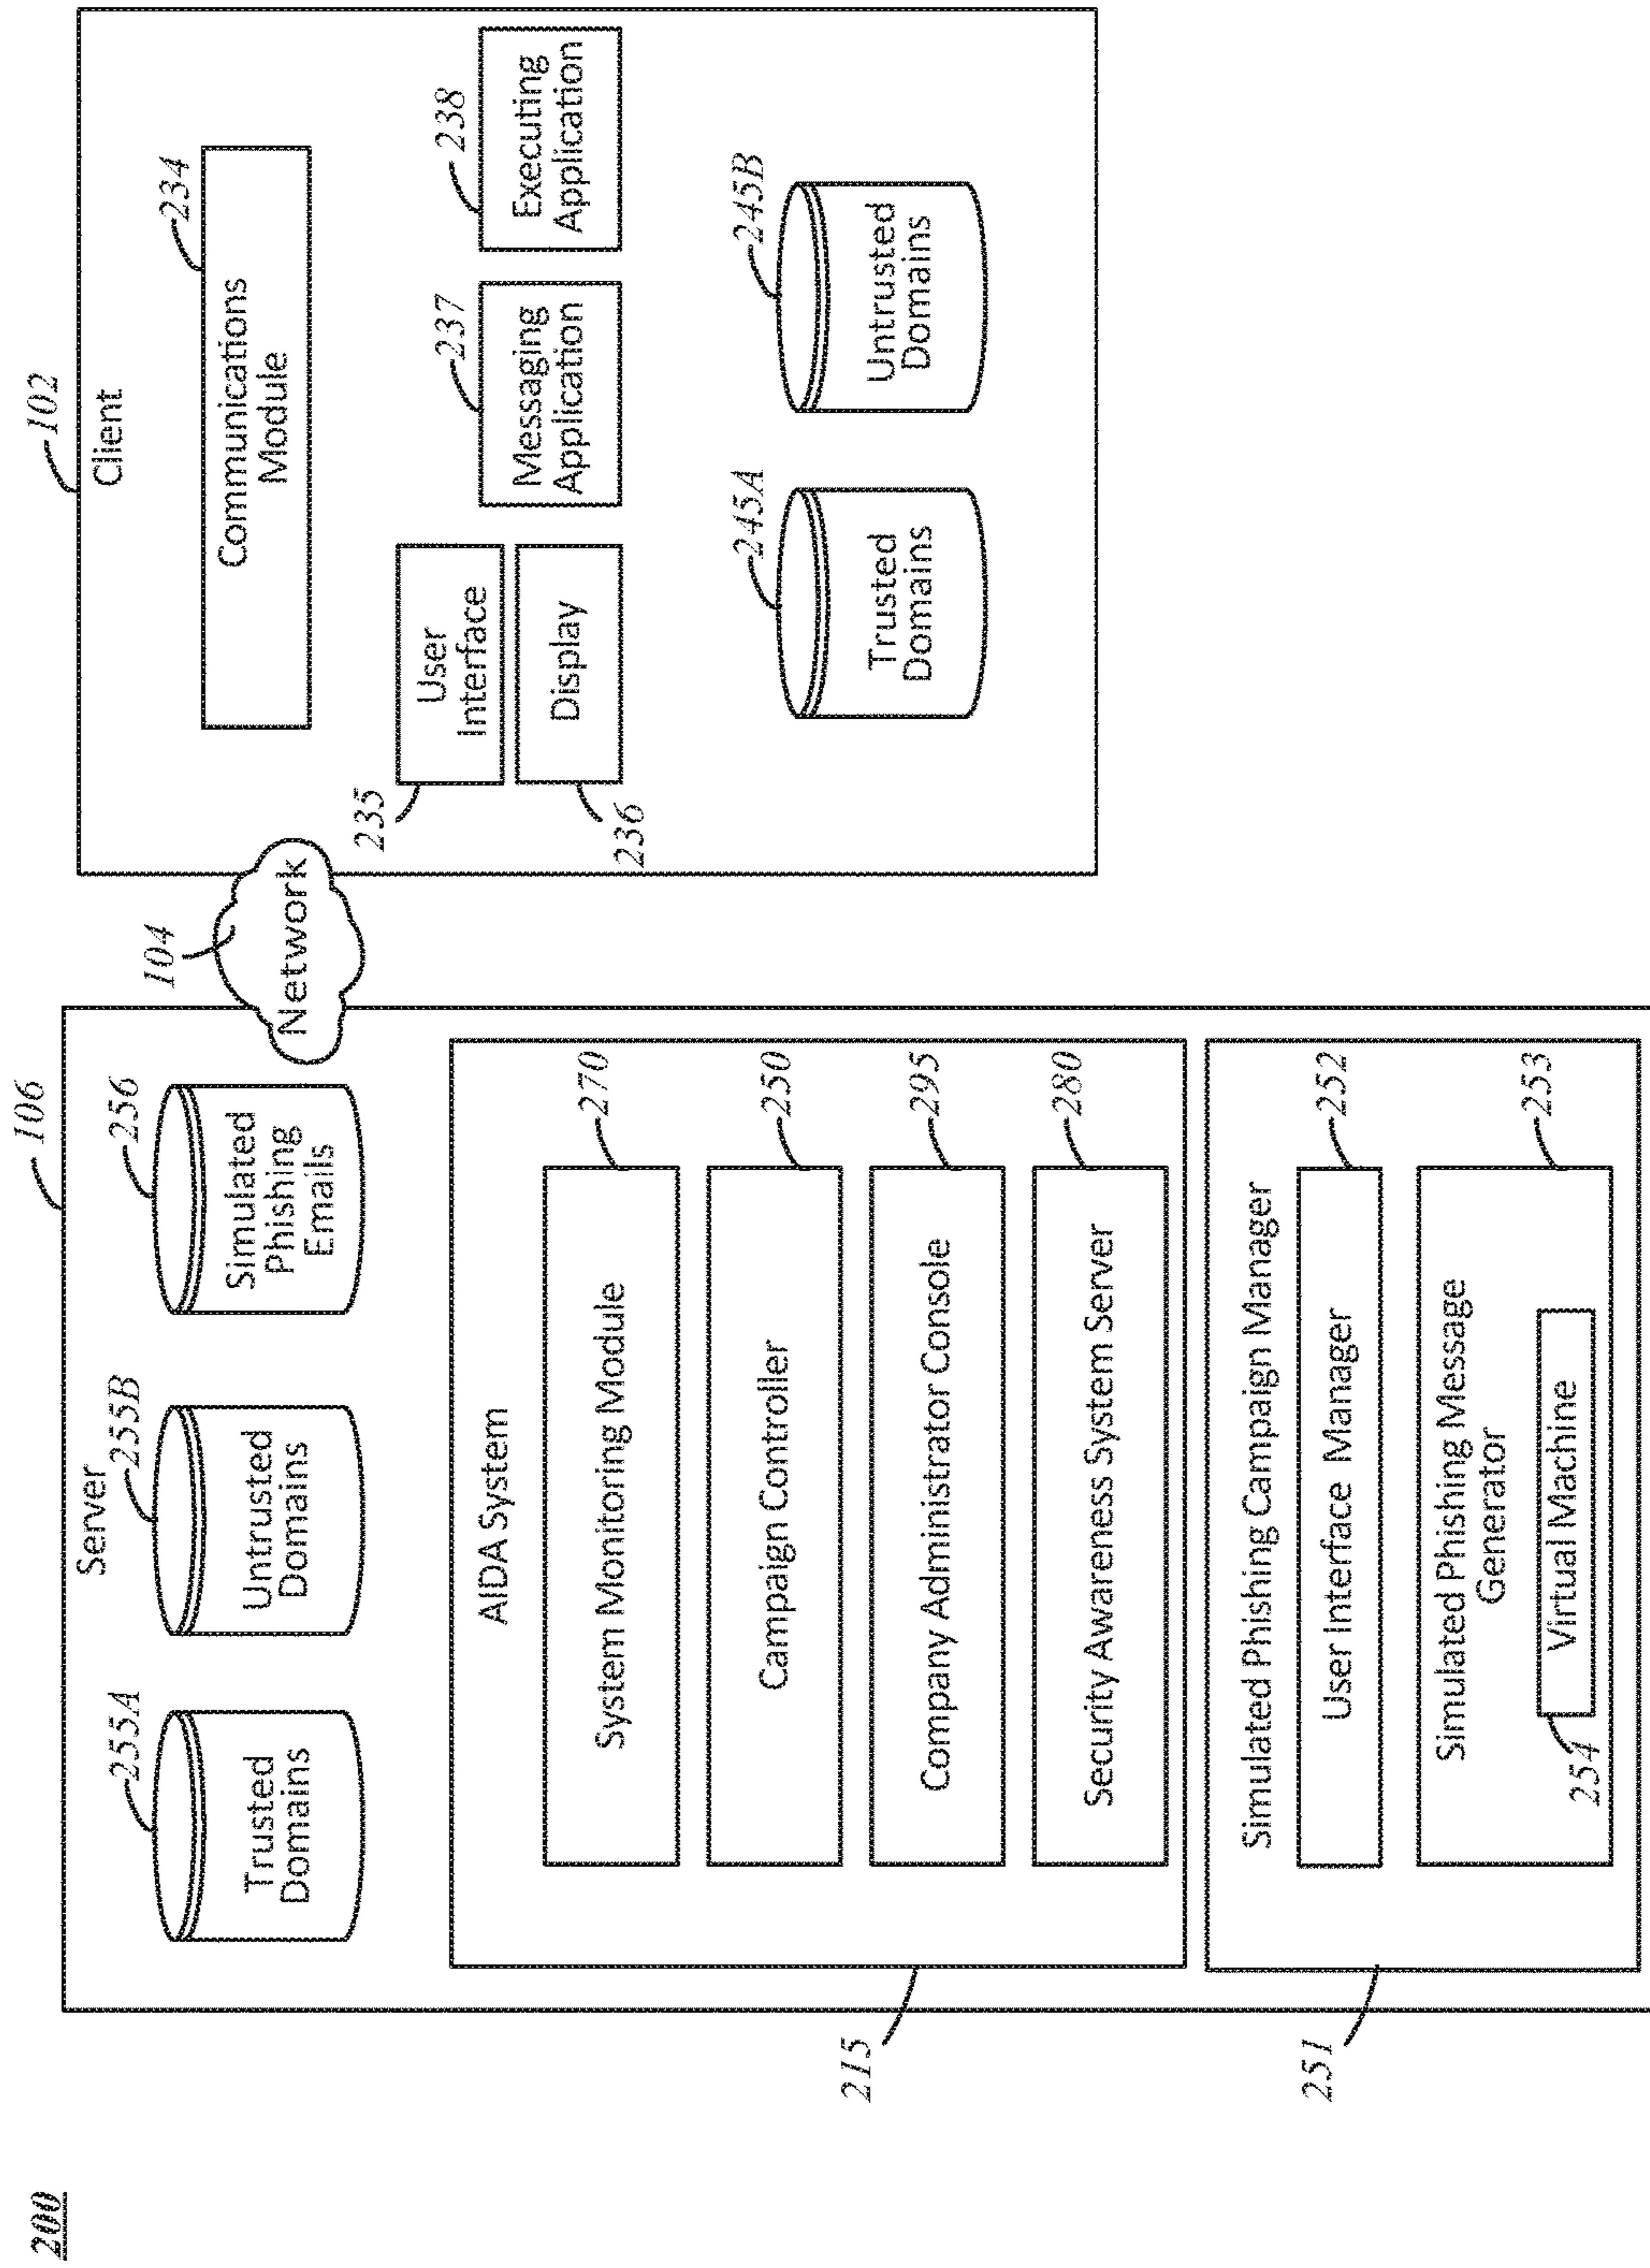 200
106
Server
255A
Trusted
Domains
255B
Untrusted
Domains
256
Simulated
Phishing
Emails
AIDA System
System Monitoring Module
270
Campaign Controller
250
Company Administrator Console
295
Security Awareness System Server
280
215
Simulated Phishing Campaign Manager
User Interface Manager
252
Simulated Phishing Message
Generator
253
Virtual Machine
254
251
104
Network
102
Client
234
Communications
Module
235
User
Interface
Display
236
237
Messaging
Application
238
Executing
Application
245A
Trusted
Domains
245B
Untrusted
Domains